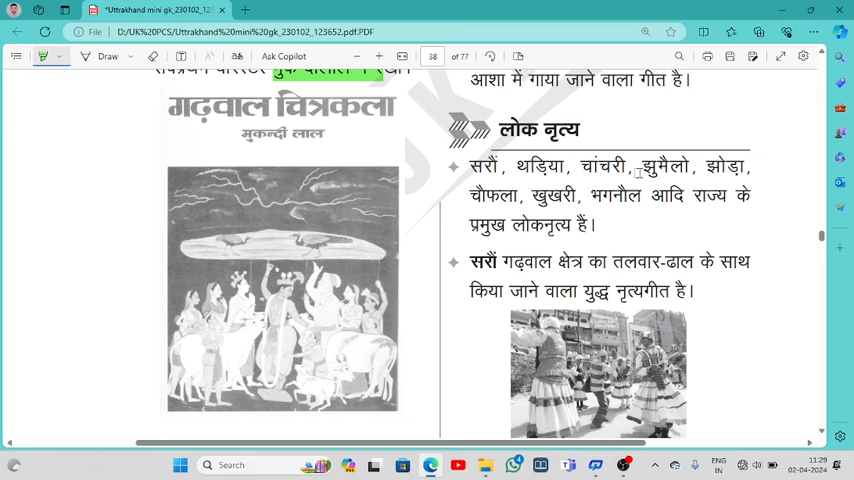 *Uttrakhand mini gk_230102_123
File
D:/UK%20PCS/Uttrakhand%20mini%20gk_230102_123652.pdf.PDF
Draw
Ask Copilot
38 of 77
गढ़वाल चित्रकला
मुकन्दी लाल
आशा में गाया जाने वाला गीत है।
लोक नृत्य
सरौं, थड़िया, चांचरी, झुमैलो, झोड़ा,
चौफला, खुखरी, भगनौल आदि राज्य के
प्रमुख लोकनृत्य हैं।
सरौं गढ़वाल क्षेत्र का तलवार-ढाल के साथ
किया जाने वाला युद्ध नृत्यगीत है।
Search
4
ENG
IN
11:29
02-04-2024